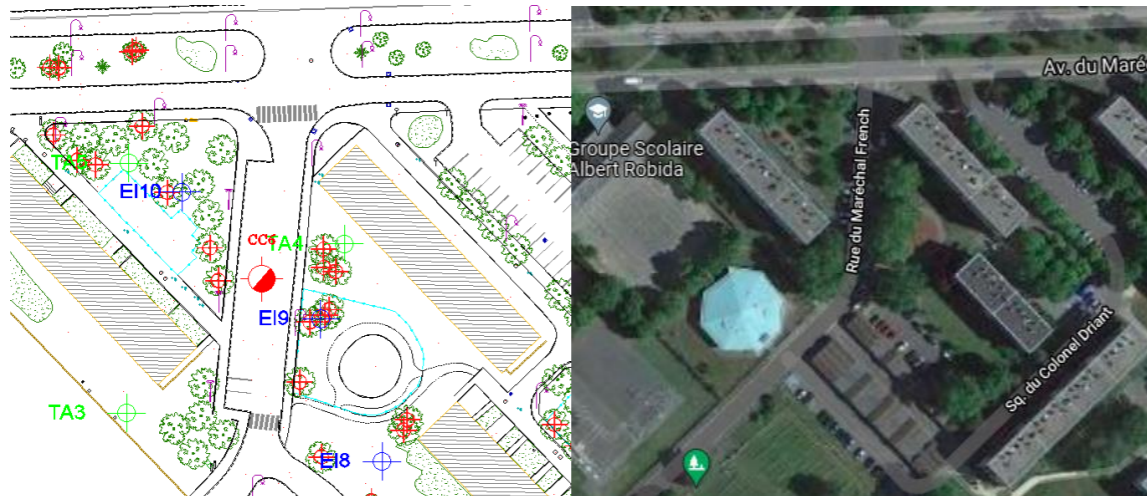 EI10
CC6
TA4
EI9
TA3
EI8
Av. du Maré
Groupe Scolaire
Albert Robida
Rue du Maréchal French
Sq. du Colonel Driant